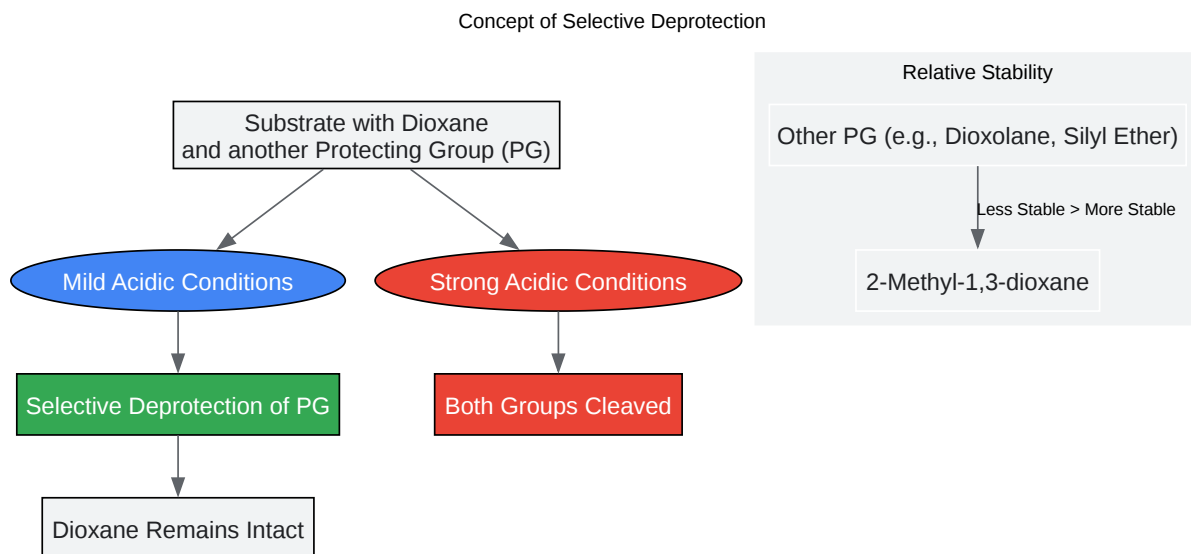 Concept of Selective Deprotection
Substrate with Dioxane
and another Protecting Group (PG)
Mild Acidic Conditions
Strong Acidic Conditions
Selective Deprotection of PG
Both Groups Cleaved
Dioxane Remains Intact
Relative Stability
Other PG (e.g., Dioxolane, Silyl Ether)
Less Stable > More Stable
2-Methyl-1,3-dioxane